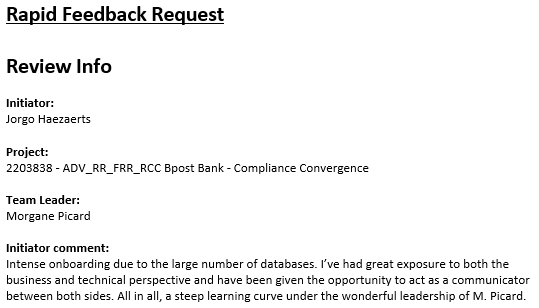 Rapid Feedback Request
Review Info
Initiator:
Jorgo Haezaerts
Project:
2203838 - ADV_RR_FRR_RCC Bpost Bank - Compliance Convergence
Team Leader:
Morgane Picard
Initiator comment:
Intense onboarding due to the large number of databases. I’ve had great exposure to both the
business and technical perspective and have been given the opportunity to act as a communicator
between both sides. All in all, a steep learning curve under the wonderful leadership of M. Picard.